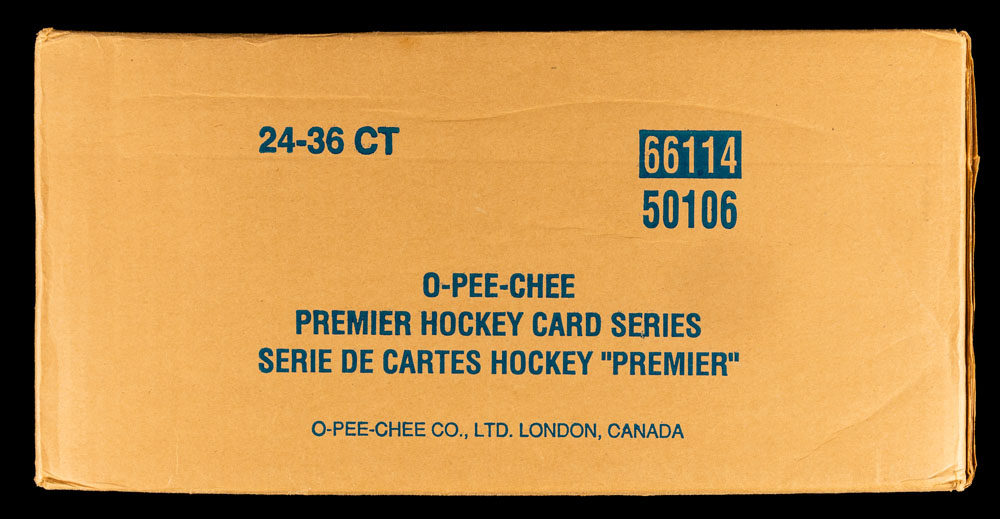 24-36 CT
66114
50106
O-PEE-CHEE
PREMIER HOCKEY CARD SERIES
SERIE DE CARTES HOCKEY "PREMIER"
O-PEE-CHEE CO., LTD. LONDON, CANADA